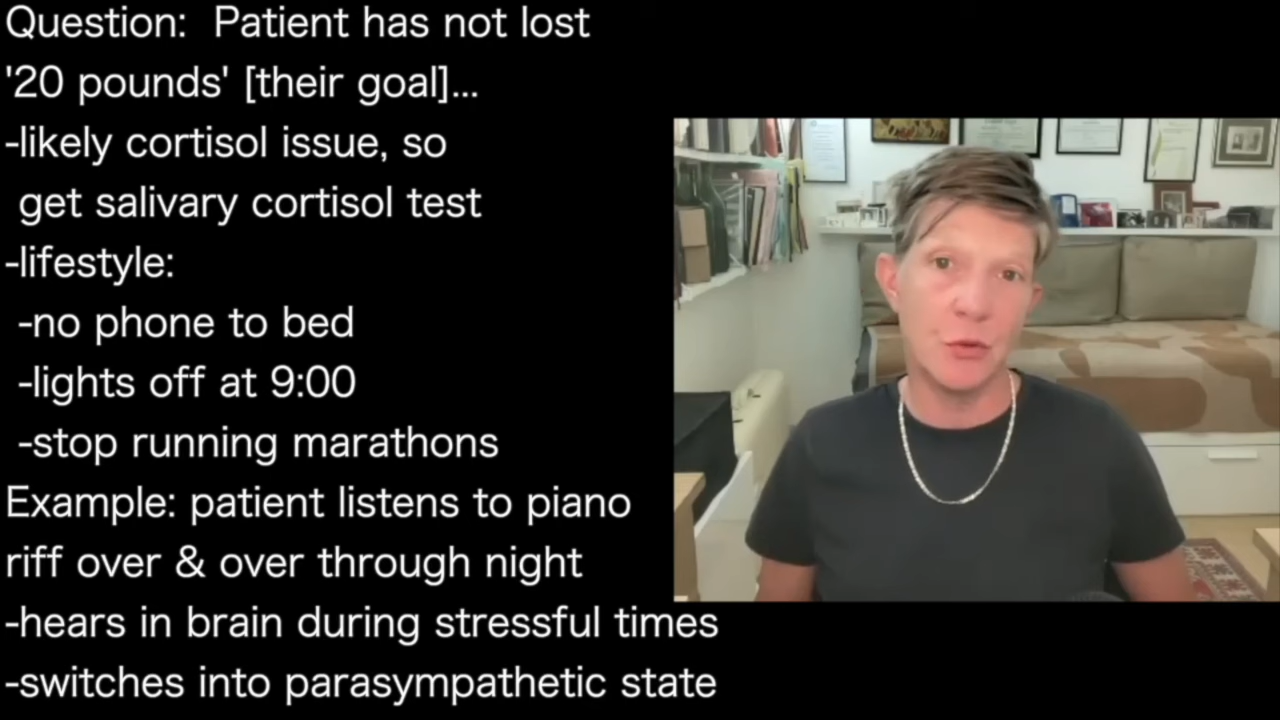 Question:  Patient has not lost
'20 pounds' [their goal]...
-likely cortisol issue, so
get salivary cortisol test
-lifestyle:
-no phone to bed
-lights off at 9:00
-stop running marathons
Example: patient listens to piano
riff over & over through night
-hears in brain during stressful times
-switches into parasympathetic state